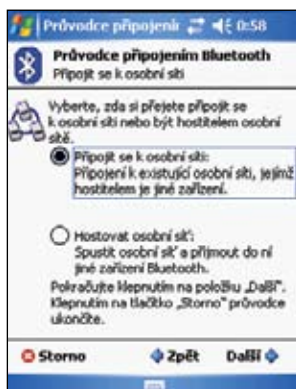 Průvodce připojení 0:58
Průvodce připojením Bluetooth
Připojit se k osobní síti
Vyberte, zda si přejete připojit se
k osobní síti nebo být hostitelem osobní
sítě.
Připojit se k osobní síti:
Připojení k existující osobní síti, jejímž
hostitelem je jiné zařízení.
Hostovat osobní síť:
Spustit osobní síť a přijmout do ní
jiné zařízení Bluetooth.
Pokračujte klepnutím na položku „Další“.
Klepnutím na tlačítko „Storno“ průvodce
ukončíte.
Storno Zpět Další